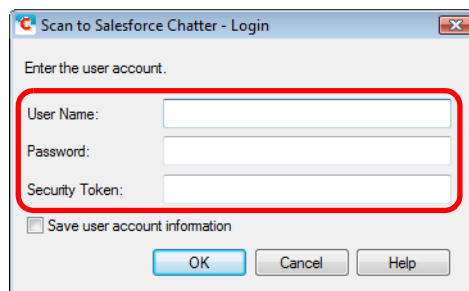 Scan to Salesforce Chatter - Login
Enter the user account.
User Name:
Password:
Security Token:
Save user account information
OK Cancel Help